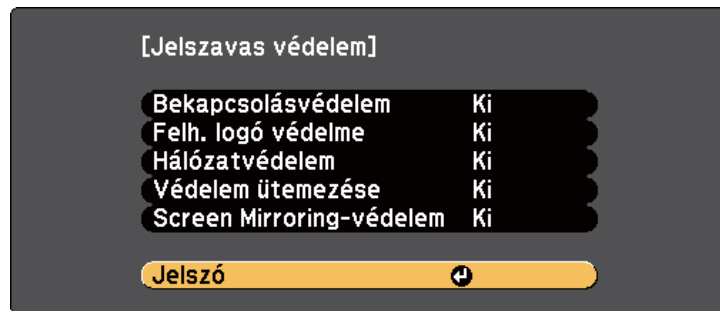 [Jelszavas védelem]
Bekapcsolásvédelem Ki
Felh. logó védelme Ki
Hálózatvédelem Ki
Védelem ütemezése Ki
Screen Mirroring-védelem Ki
Jelszó